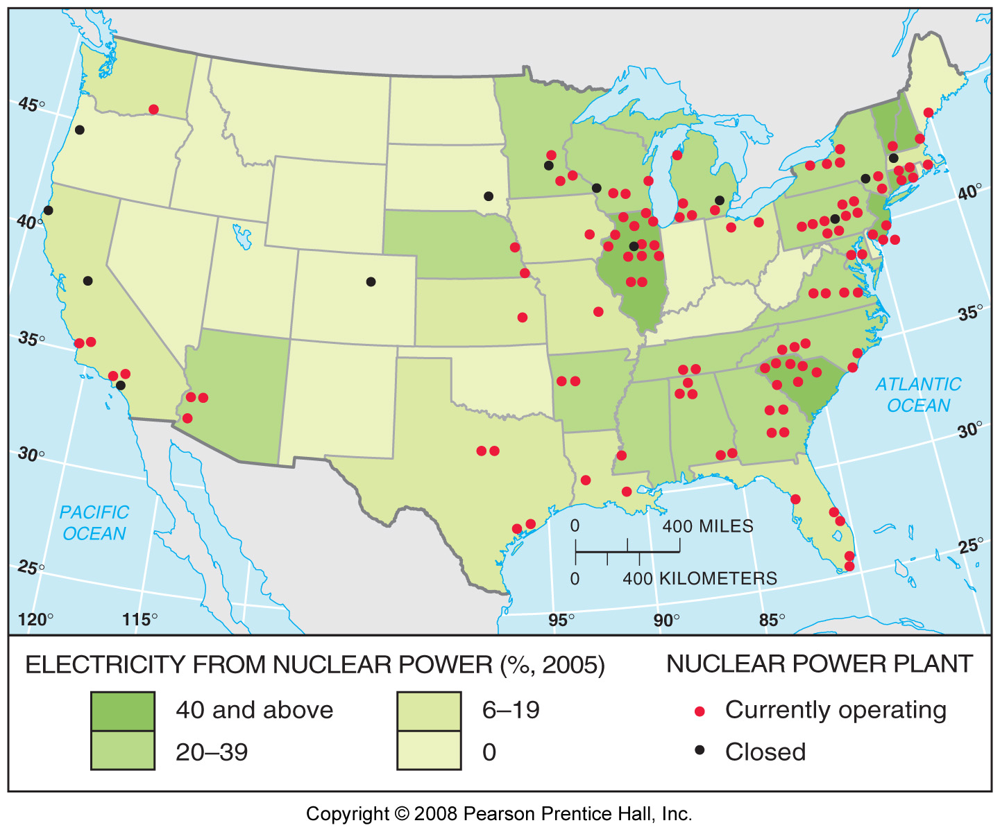 45°
40°
35°
30°
25°
120°
115°
95°
90°
85°
40°
35°
30°
25°
PACIFIC
OCEAN
ATLANTIC
OCEAN
0 400 MILES
0 400 KILOMETERS
ELECTRICITY FROM NUCLEAR POWER (%, 2005)
40 and above
20–39
6–19
0
NUCLEAR POWER PLANT
Currently operating
Closed
Copyright © 2008 Pearson Prentice Hall, Inc.